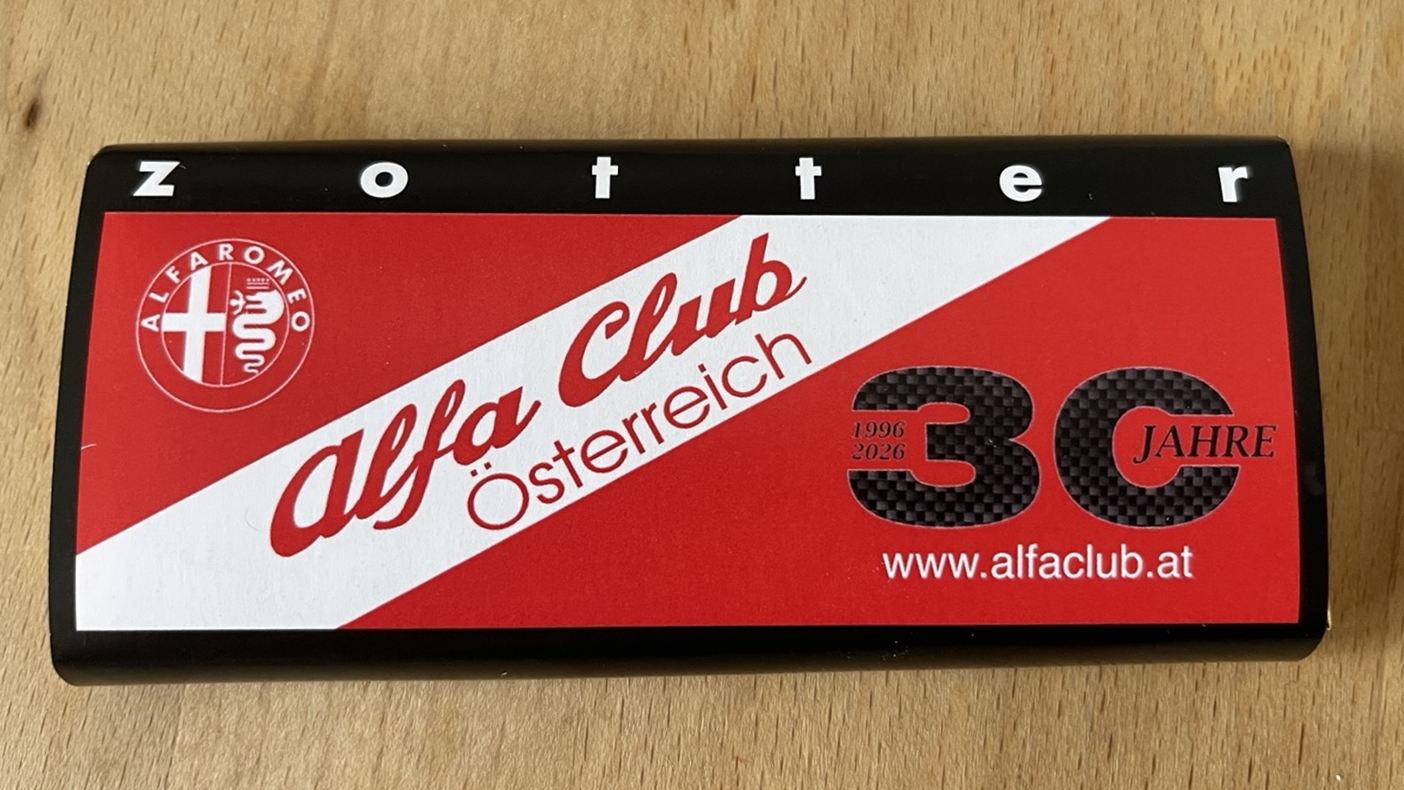 zotter
ALFA ROMEO
Alfa Club
Österreich
1996
2026
30
JAHRE
www.alfaclub.at